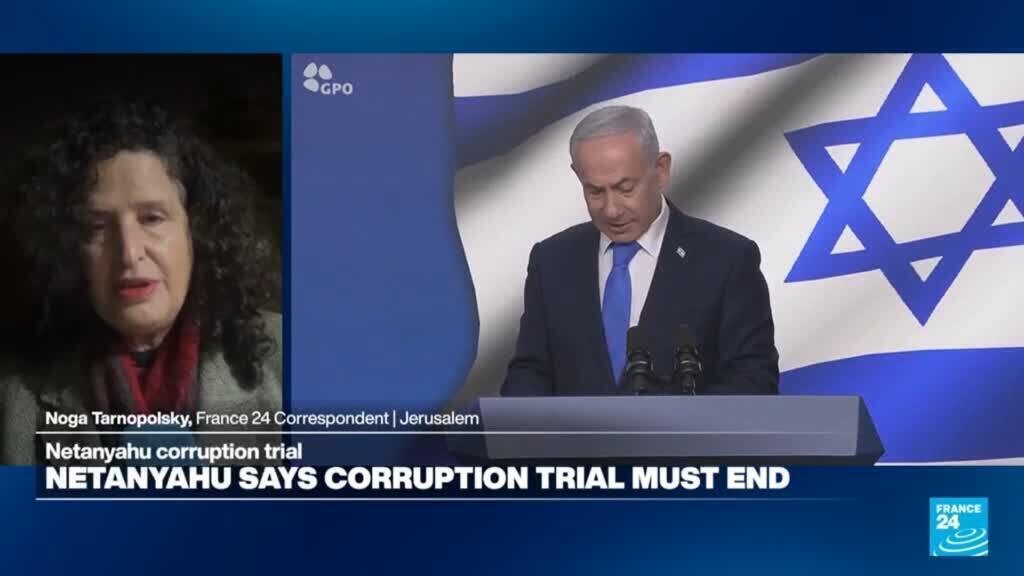 GPO
Noga Tarnopolsky, France 24 Correspondent | Jerusalem
Netanyahu corruption trial
NETANYAHU SAYS CORRUPTION TRIAL MUST END
FRANCE
24